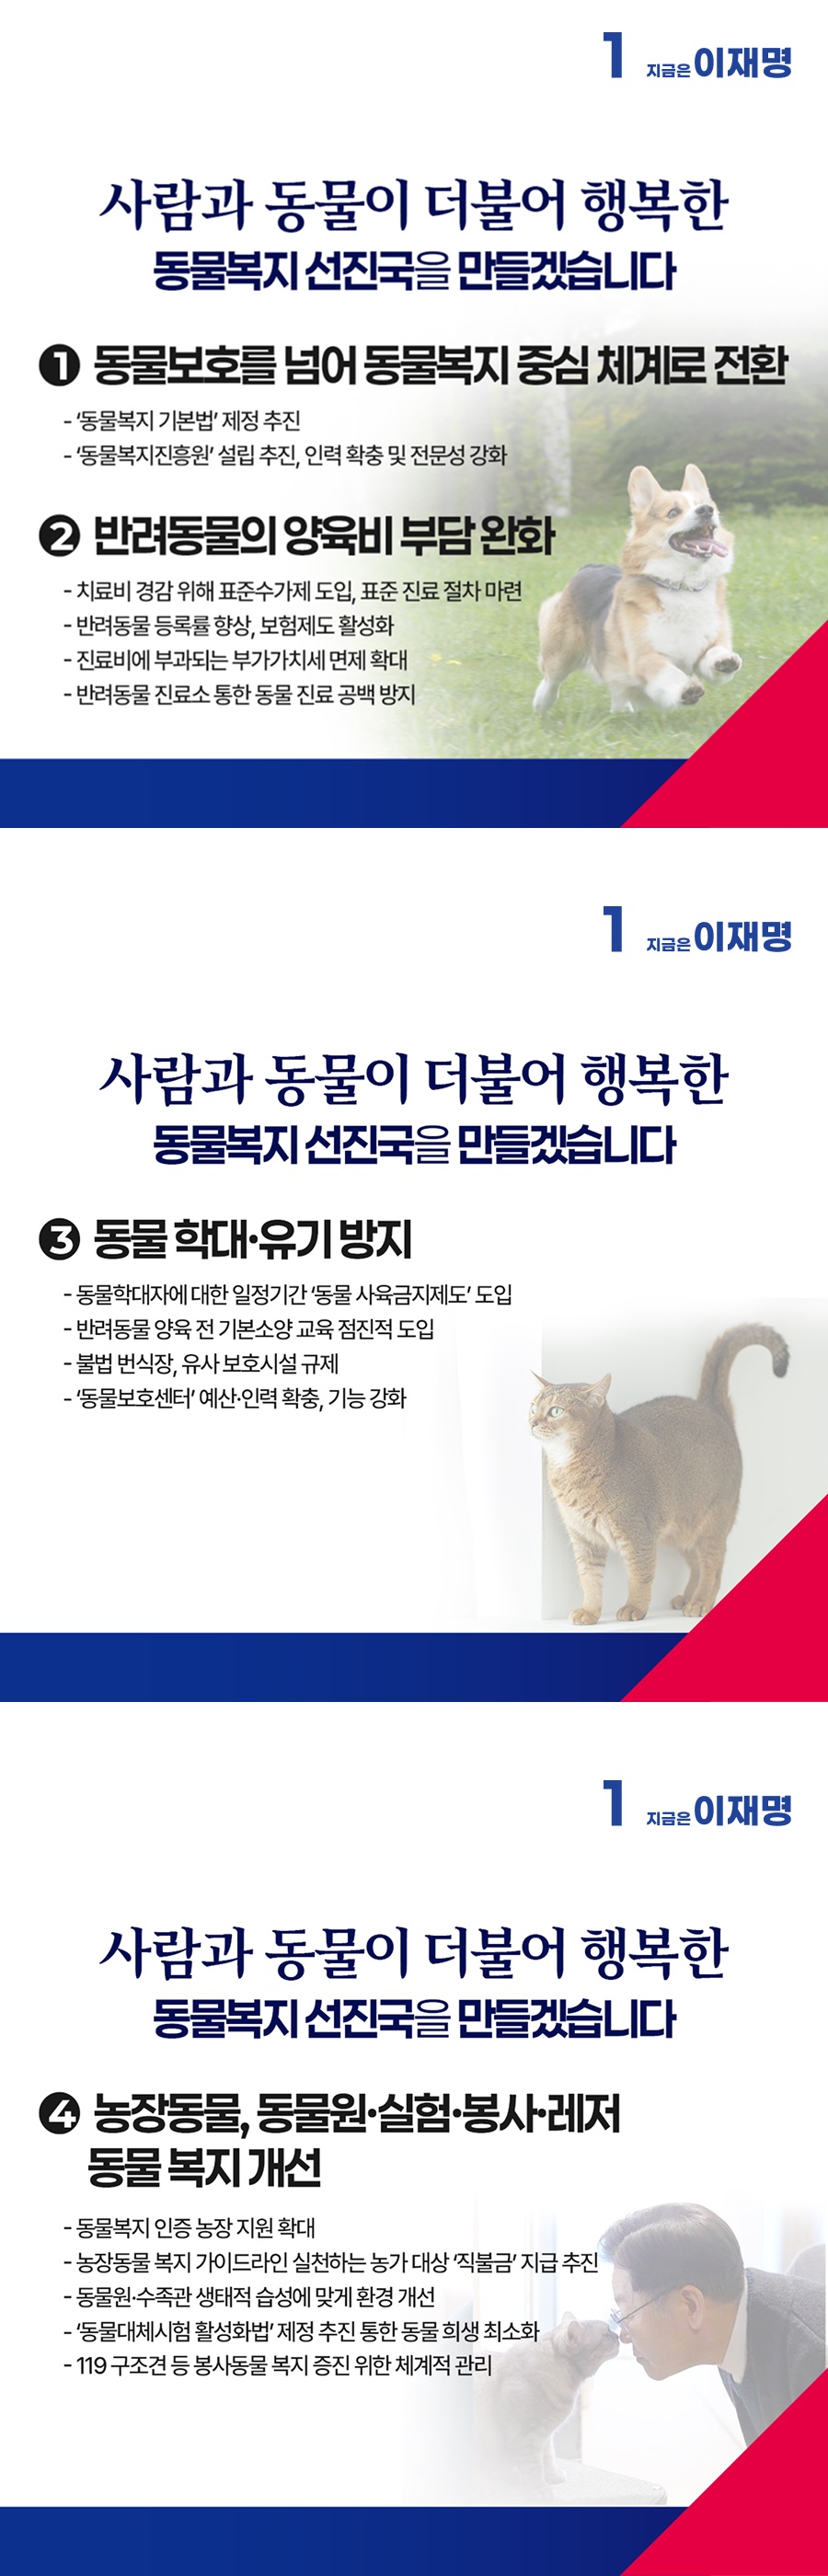 1 지금은이재명
사람과 동물이 더불어 행복한
동물복지 선진국을 만들겠습니다
❶ 동물보호를 넘어 동물복지 중심 체계로 전환
- ‘동물복지 기본법’ 제정 추진
- ‘동물복지진흥원’ 설립 추진, 인력 확충 및 전문성 강화
❷ 반려동물의 양육비 부담 완화
- 치료비 경감 위해 표준수가제 도입, 표준 진료 절차 마련
- 반려동물 등록률 향상, 보험제도 활성화
- 진료비에 부과되는 부가가치세 면제 확대
- 반려동물 진료소 통한 동물 진료 공백 방지
1 지금은이재명
사람과 동물이 더불어 행복한
동물복지 선진국을 만들겠습니다
❸ 동물 학대·유기 방지
- 동물학대자에 대한 일정기간 ‘동물 사육금지제도’ 도입
- 반려동물 양육 전 기본소양 교육 점진적 도입
- 불법 번식장, 유사 보호시설 규제
- ‘동물보호센터’ 예산·인력 확충, 기능 강화
1 지금은이재명
사람과 동물이 더불어 행복한
동물복지 선진국을 만들겠습니다
❹ 농장동물, 동물원·실험·봉사·레저
동물 복지 개선
- 동물복지 인증 농장 지원 확대
- 농장동물 복지 가이드라인 실천하는 농가 대상 ‘직불금’ 지급 추진
- 동물원·수족관 생태적 습성에 맞게 환경 개선
- ‘동물대체시험 활성화법’ 제정 추진 통한 동물 희생 최소화
- 119 구조견 등 봉사동물 복지 증진 위한 체계적 관리